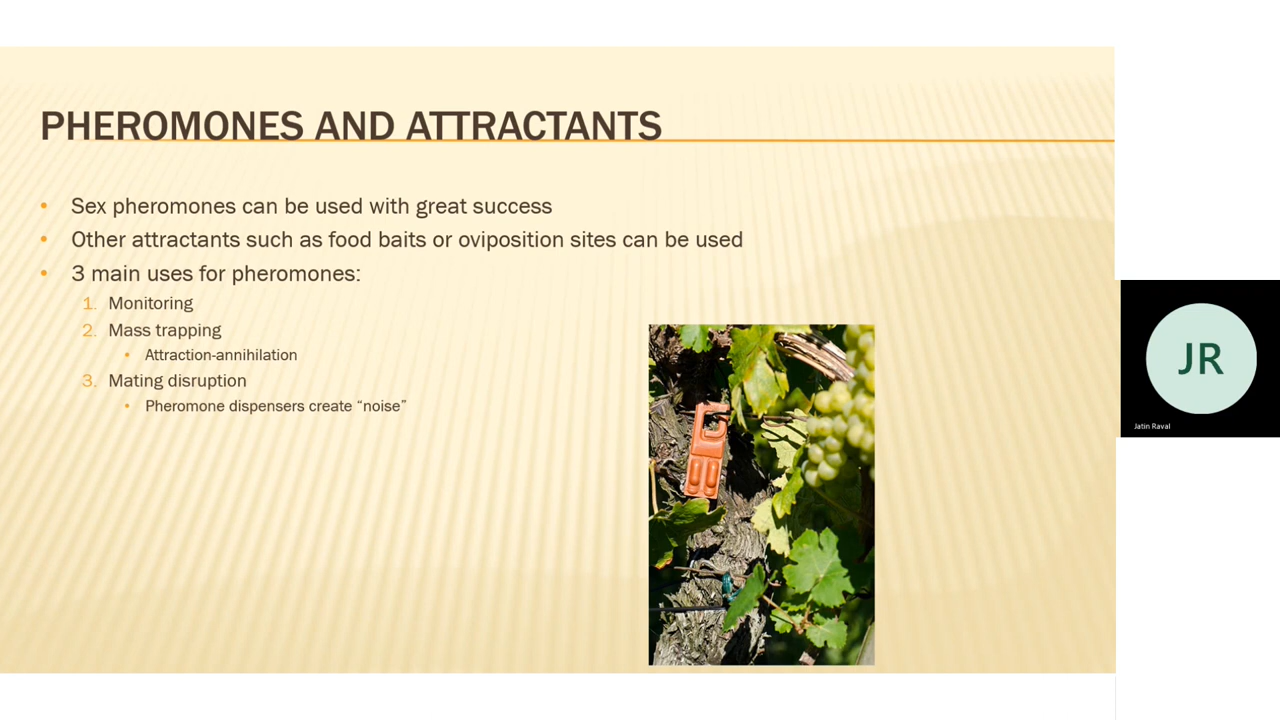 PHEROMONES AND ATTRACTANTS
• Sex pheromones can be used with great success
• Other attractants such as food baits or oviposition sites can be used
• 3 main uses for pheromones:
1. Monitoring
2. Mass trapping
• Attraction-annihilation
3. Mating disruption
• Pheromone dispensers create “noise”
JR
Jatin Raval